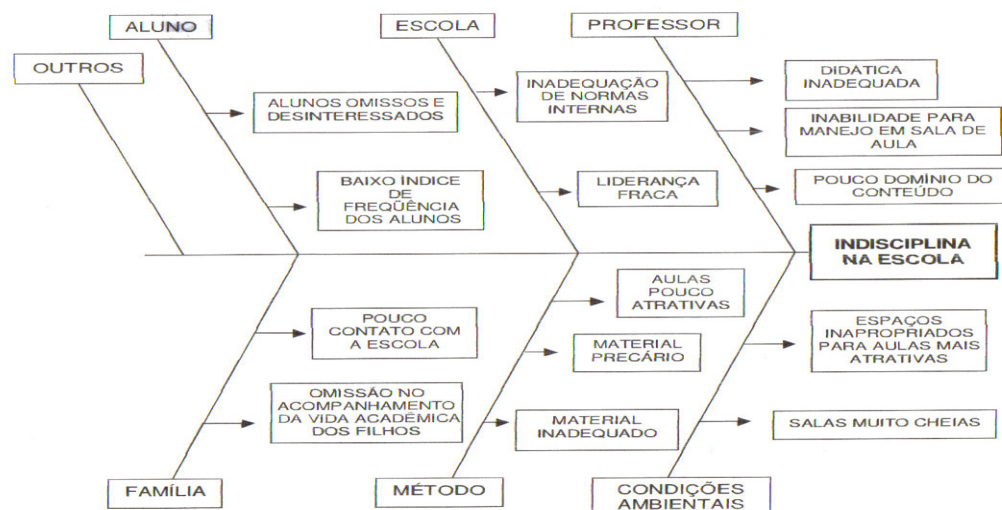 ALUNO
ESCOLA
PROFESSOR
OUTROS
ALUNOS OMISSOS E
DESINTERESSADOS
INADEQUAÇÃO
DE NORMAS
INTERNAS
DIDÁTICA
INADEQUADA
INABILIDADE PARA
MANEJO EM SALA DE
AULA
BAIXO ÍNDICE
DE
FREQÜÊNCIA
DOS ALUNOS
LIDERANÇA
FRACA
POUCO DOMÍNIO DO
CONTEÚDO
INDISCIPLINA
NA ESCOLA
POUCO
CONTATO COM
A ESCOLA
AULAS
POUCO
ATRATIVAS
ESPAÇOS
INAPROPRIADOS
PARA AULAS MAIS
ATRATIVAS
MATERIAL
PRECÁRIO
OMISSÃO NO
ACOMPANHAMENTO
DA VIDA ACADÊMICA
DOS FILHOS
MATERIAL
INADEQUADO
SALAS MUITO CHEIAS
FAMÍLIA
MÉTODO
CONDIÇÕES
AMBIENTAIS